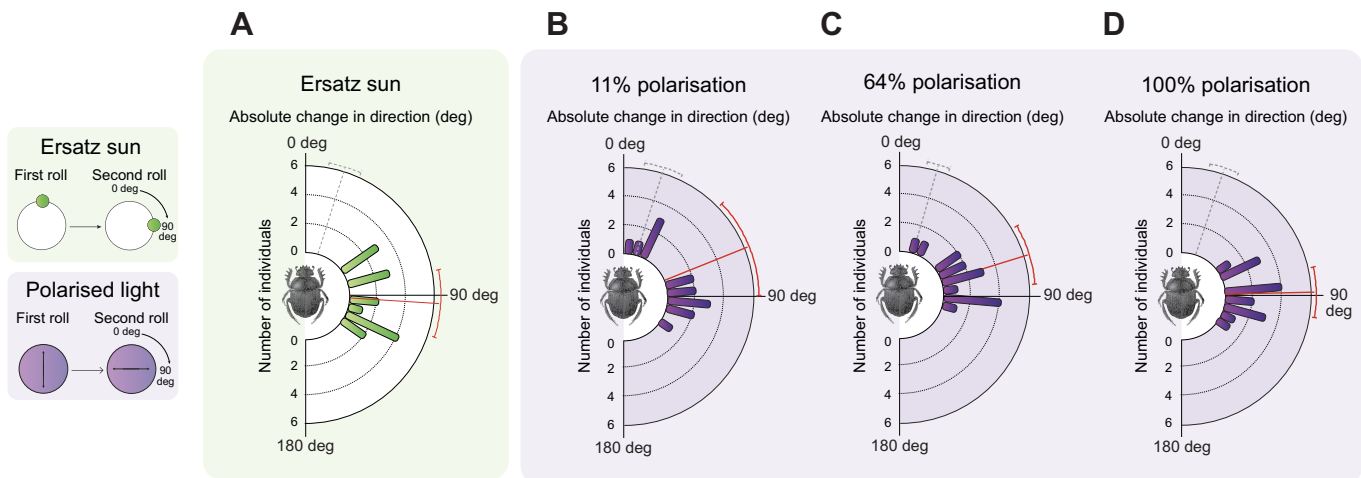 A
B
C
D
Ersatz sun
First roll
Second roll
0 deg
90
deg
Polarised light
First roll
Second roll
0 deg
90
deg
Ersatz sun
Absolute change in direction (deg)
0 deg
6
4
2
0
0
2
4
6
Number of individuals
90 deg
180 deg
11% polarisation
Absolute change in direction (deg)
0 deg
6
4
2
0
0
2
4
6
Number of individuals
90 deg
180 deg
64% polarisation
Absolute change in direction (deg)
0 deg
6
4
2
0
0
2
4
6
Number of individuals
90 deg
180 deg
100% polarisation
Absolute change in direction (deg)
0 deg
6
4
2
0
0
2
4
6
Number of individuals
90
deg
180 deg